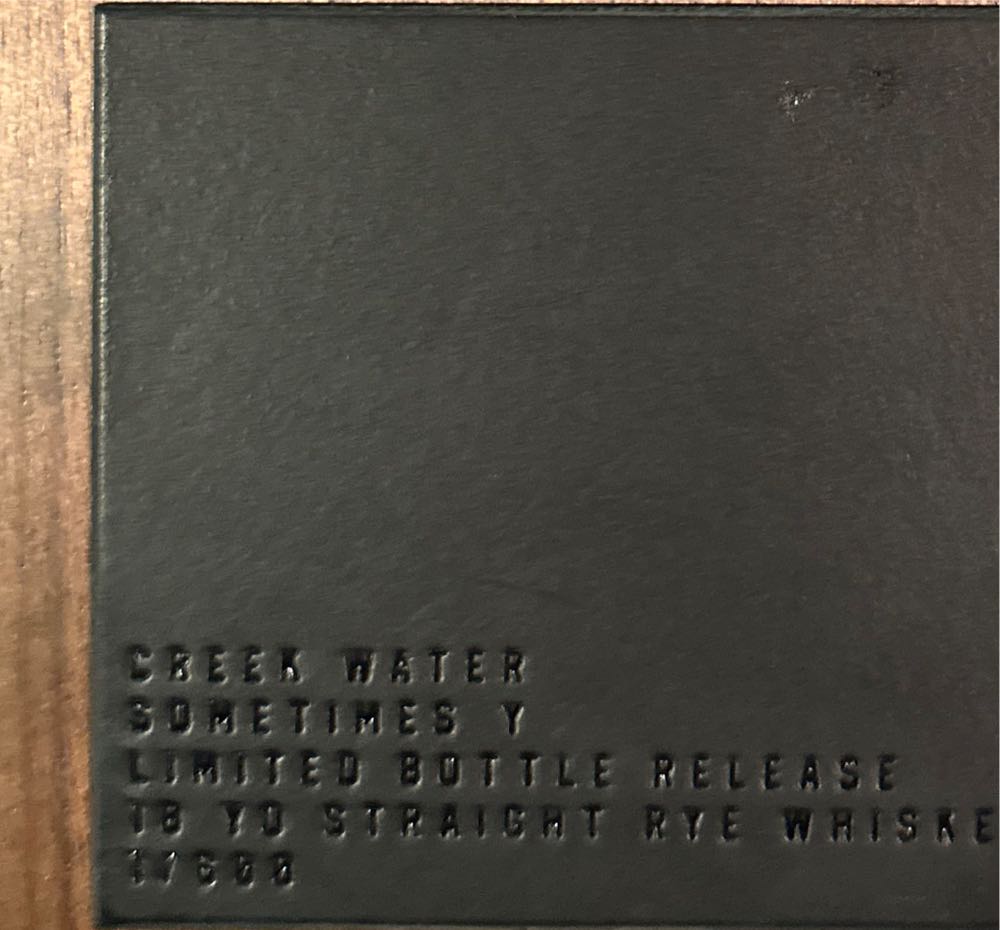 CREEK WATER
SOMETIMES Y
LIMITED BOTTLE RELEASE
18 YO STRAIGHT RYE WHISKE
1/600